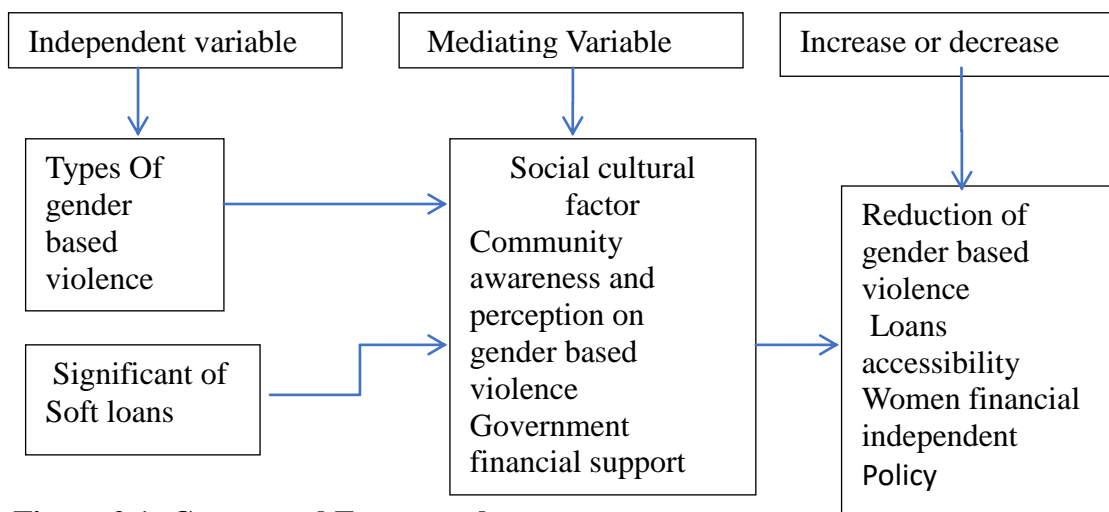 Independent variable
Mediating Variable
Increase or decrease
Types Of
gender
based
violence
Significant of
Soft loans
Social cultural
factor
Community
awareness and
perception on
gender based
violence
Government
financial support
Reduction of
gender based
violence
Loans
accessibility
Women financial
independent
Policy